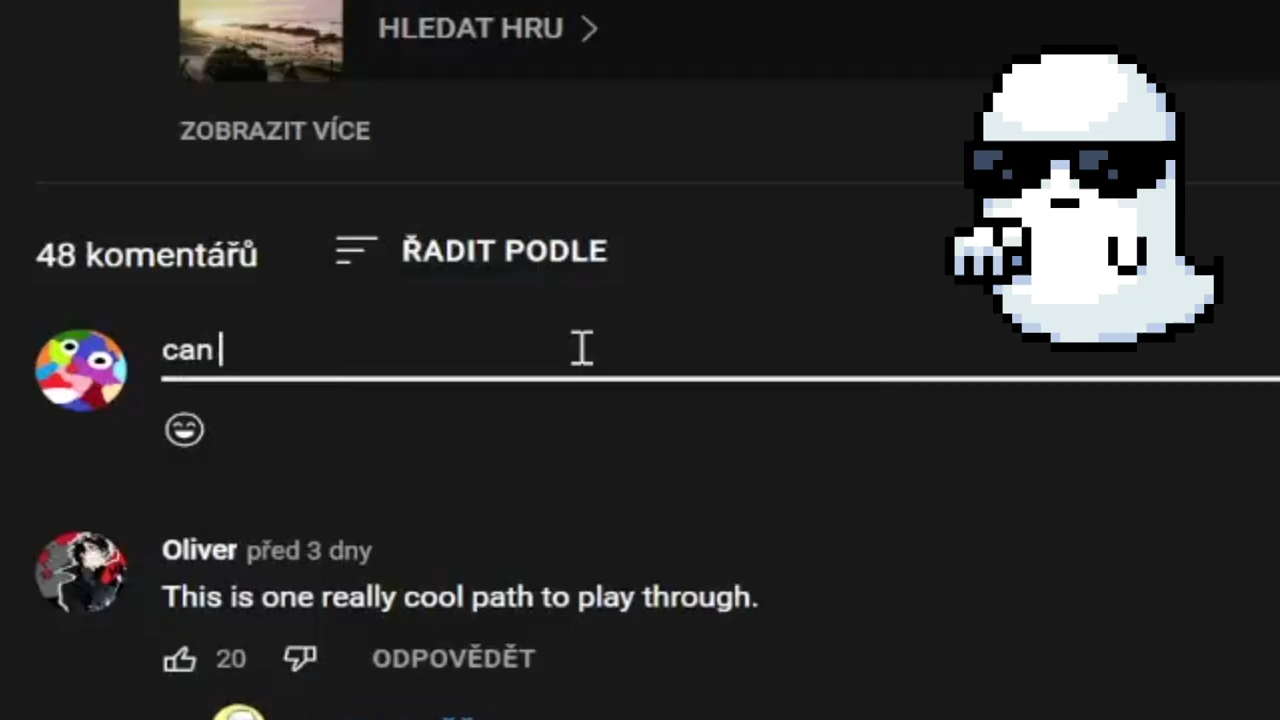 HLEDAT HRU
ZOBRAZIT VÍCE
48 komentářů
ŘADIT PODLE
can
Oliver před 3 dny
This is one really cool path to play through.
20
ODPOVĚDĚT